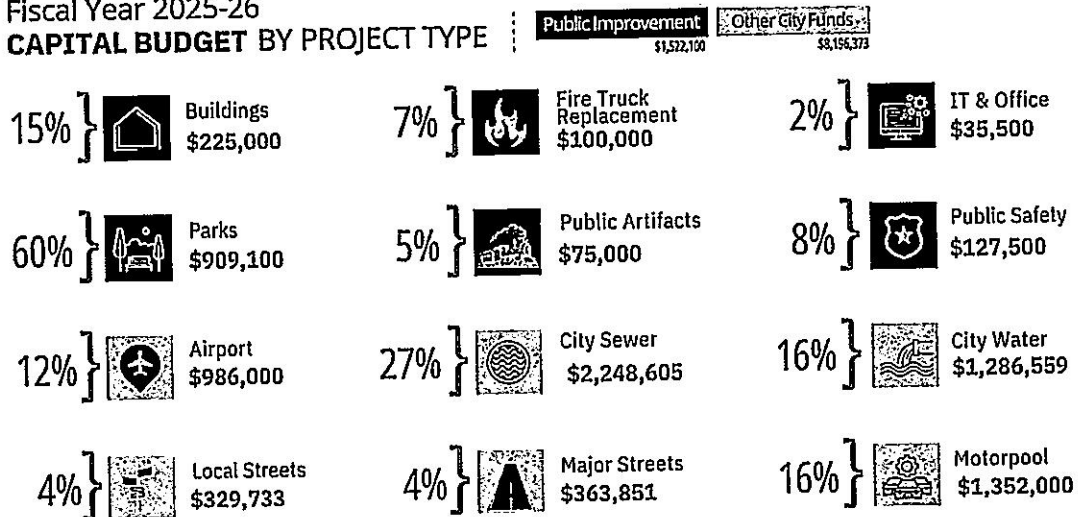 Fiscal Year 2025-26
CAPITAL BUDGET BY PROJECT TYPE
Public Improvement
$1,522,100
Other City Funds
15%
Buildings
$225,000
7%
Fire Truck
Replacement
$100,000
2%
IT & Office
$35,500
60%
Parks
$909,100
5%
Public Artifacts
$75,000
8%
Public Safety
$127,500
12%
Airport
$986,000
27%
City Sewer
$2,248,605
16%
City Water
$1,286,559
4%
Local Streets
$329,733
4%
Major Streets
$363,851
16%
Motorpool
$1,352,000